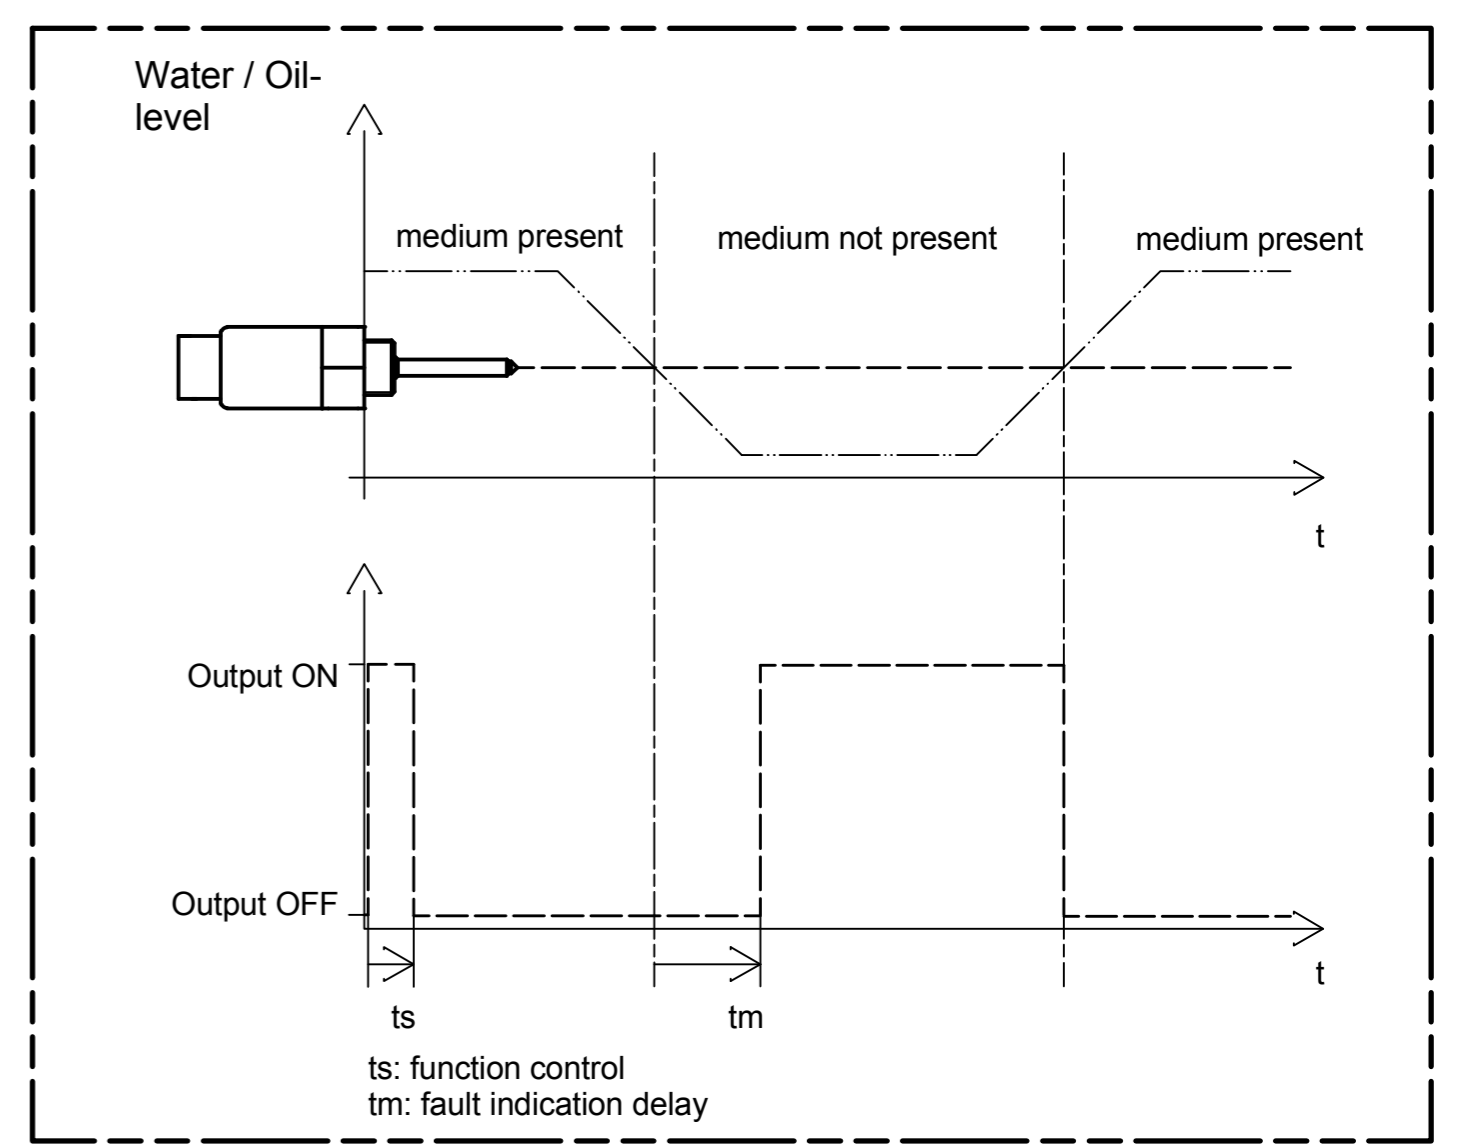 Water / Oil-
level
medium present
medium not present
medium present
t
Output ON
Output OFF
t
ts
tm
ts: function control
tm: fault indication delay